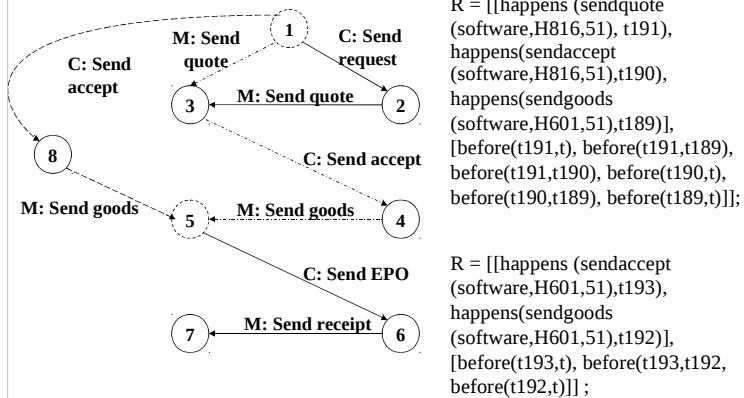 1
M: Send
quote
C: Send
request
C: Send
accept
3
M: Send quote
2
8
C: Send accept
M: Send goods
5
M: Send goods
4
C: Send EPO
7
M: Send receipt
6
R = [[happens (sendquote
(software,H816,51), t191),
happens(sendaccept
(software,H816,51),t190),
happens(sendgoods
(software,H601,51),t189)],
[before(t191,t), before(t191,t189),
before(t191,t190), before(t190,t),
before(t190,t189), before(t189,t)]];
R = [[happens (sendaccept
(software,H601,51),t193),
happens(sendgoods
(software,H601,51),t192)],
[before(t193,t), before(t193,t192,
before(t192,t)]] ;